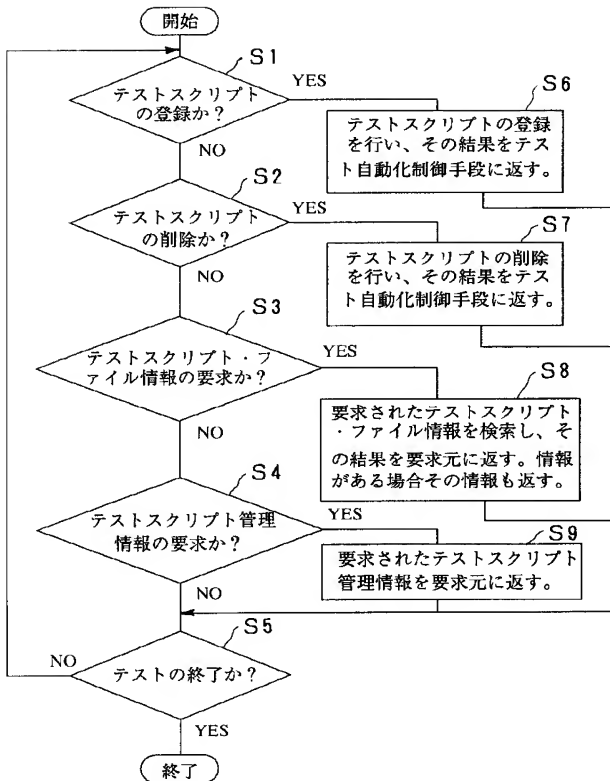 開始
S1
テストスクリプト
の登録か?
YES
NO
S6
テストスクリプトの登録
を行い、その結果をテス
ト自動化制御手段に返す。
S2
テストスクリプト
の削除か?
YES
NO
S7
テストスクリプトの削除
を行い、その結果をテス
ト自動化制御手段に返す。
S3
テストスクリプト・フ
ァイル情報の要求か?
YES
NO
S8
要求されたテストスクリプト
・ファイル情報を検索し、そ
の結果を要求元に返す。情報
がある場合その情報も返す。
S4
テストスクリプト管理
情報の要求か?
YES
NO
S9
要求されたテストスクリプト
管理情報を要求元に返す。
S5
テストの終了か?
NO
YES
終了